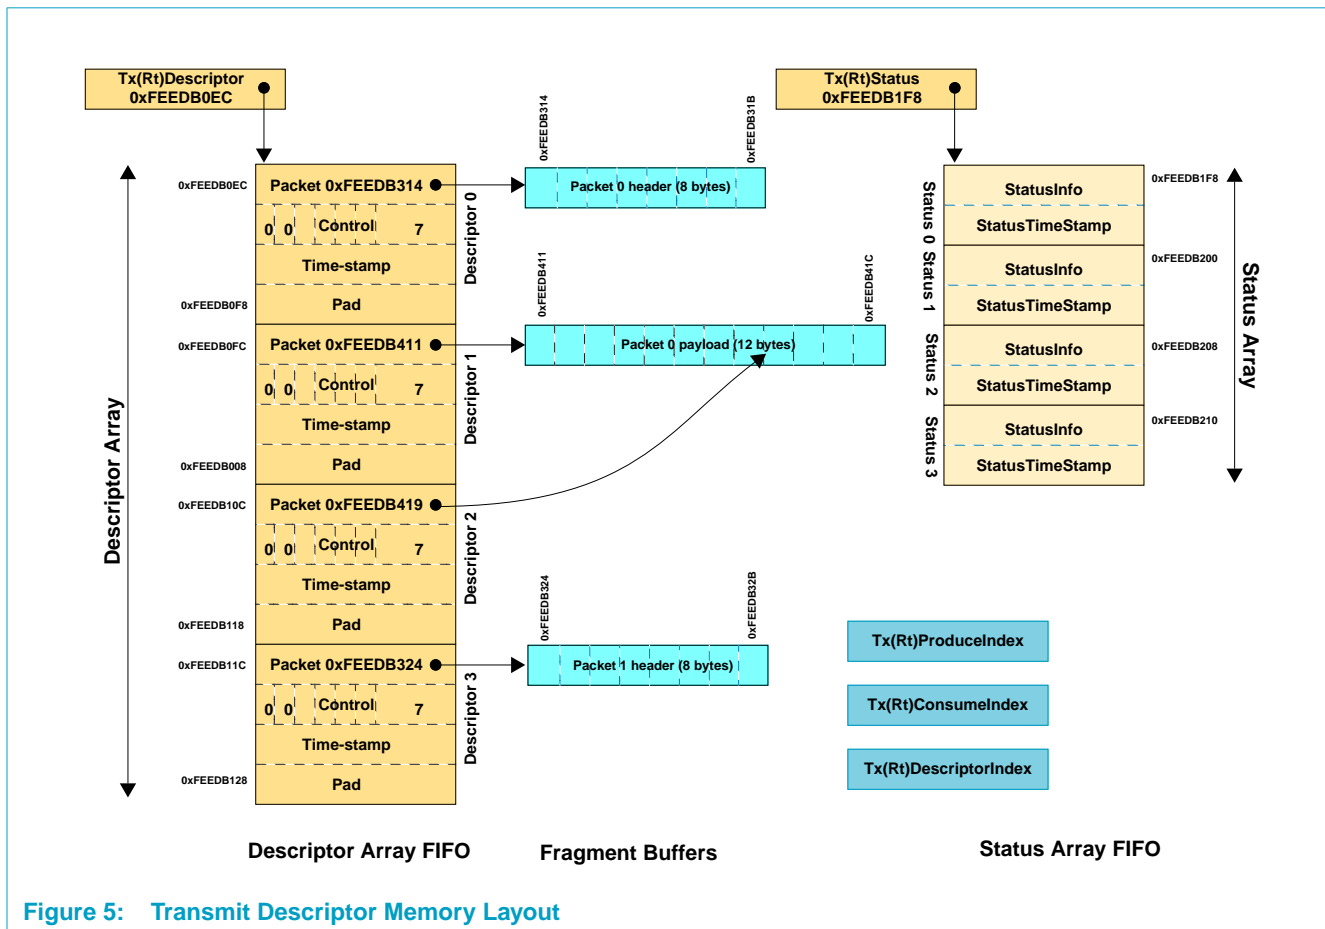 Tx(Rt)Descriptor
0xFEEDB0EC
Tx(Rt)Status
0xFEEDB1F8
0xFEEDB314
0xFEEDB31B
0xFEEDB0EC
Packet 0xFEEDB314
0 0 Control 7
Time-stamp
0xFEEDB0F8
Pad
Descriptor 0
Packet 0 header (8 bytes)
0xFEEDB411
0xFEEDB41C
0xFEEDB0FC
Packet 0xFEEDB411
0 0 Control 7
Time-stamp
0xFEEDB008
Pad
Descriptor 1
Packet 0 payload (12 bytes)
0xFEEDB10C
Packet 0xFEEDB419
0 0 Control 7
Time-stamp
0xFEEDB118
Pad
Descriptor 2
0xFEEDB324
0xFEEDB32B
0xFEEDB11C
Packet 0xFEEDB324
0 0 Control 7
Time-stamp
0xFEEDB128
Pad
Descriptor 3
Packet 1 header (8 bytes)
Descriptor Array
Status 0
StatusInfo
0xFEEDB1F8
StatusTimeStamp
Status 1
StatusInfo
0xFEEDB200
StatusTimeStamp
Status 2
StatusInfo
0xFEEDB208
StatusTimeStamp
Status 3
StatusInfo
0xFEEDB210
StatusTimeStamp
Status Array
Tx(Rt)ProduceIndex
Tx(Rt)ConsumeIndex
Tx(Rt)DescriptorIndex
Descriptor Array FIFO
Fragment Buffers
Status Array FIFO
Figure 5: Transmit Descriptor Memory Layout